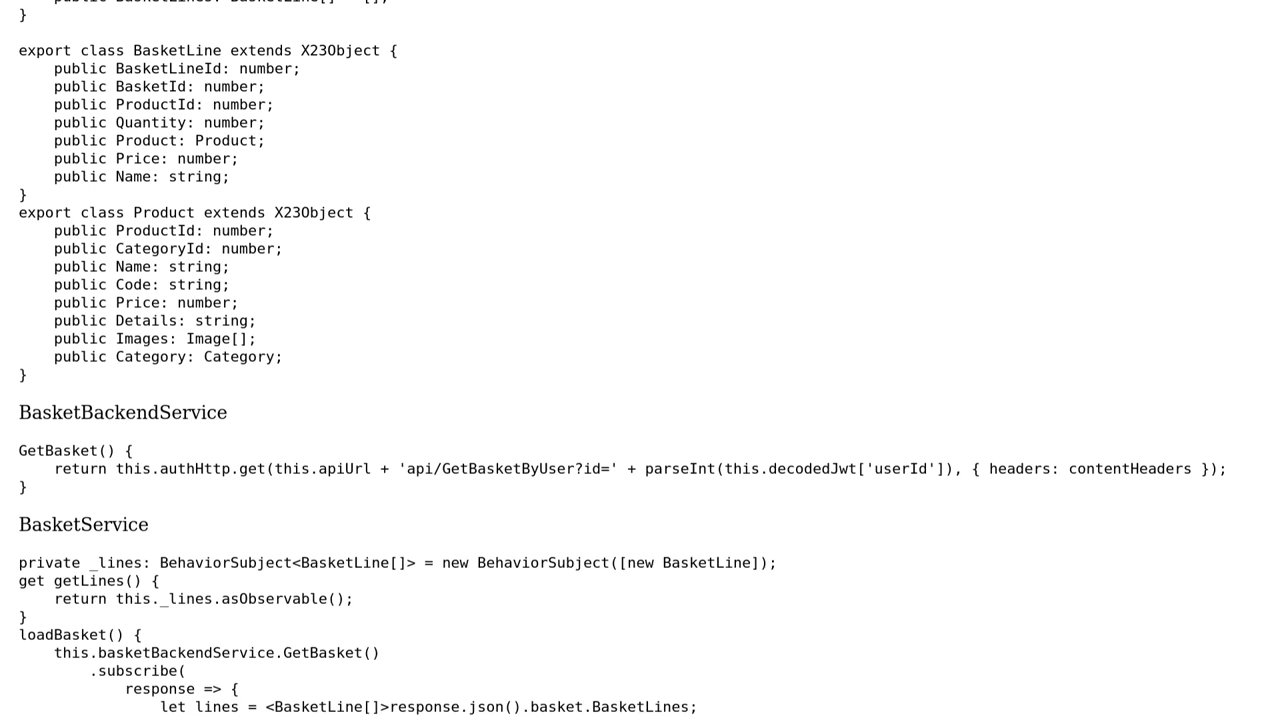 public BasketLines: BasketLine[] = [];
}
export class BasketLine extends X23Object {
    public BasketLineId: number;
    public BasketId: number;
    public ProductId: number;
    public Quantity: number;
    public Product: Product;
    public Price: number;
    public Name: string;
}
export class Product extends X23Object {
    public ProductId: number;
    public CategoryId: number;
    public Name: string;
    public Code: string;
    public Price: number;
    public Details: string;
    public Images: Image[];
    public Category: Category;
}
BasketBackendService
GetBasket() {
    return this.authHttp.get(this.apiUrl + 'api/GetBasketByUser?id=' + parseInt(this.decodedJwt['userId']), { headers: contentHeaders });
}
BasketService
private _lines: BehaviorSubject<BasketLine[]> = new BehaviorSubject([new BasketLine]);
get getLines() {
    return this._lines.asObservable();
}
loadBasket() {
    this.basketBackendService.GetBasket()
        .subscribe(
            response => {
                let lines = <BasketLine[]>response.json().basket.BasketLines;